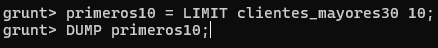 grunt> primeros10 = LIMIT clientes_mayores30 10;
grunt> DUMP primeros10;